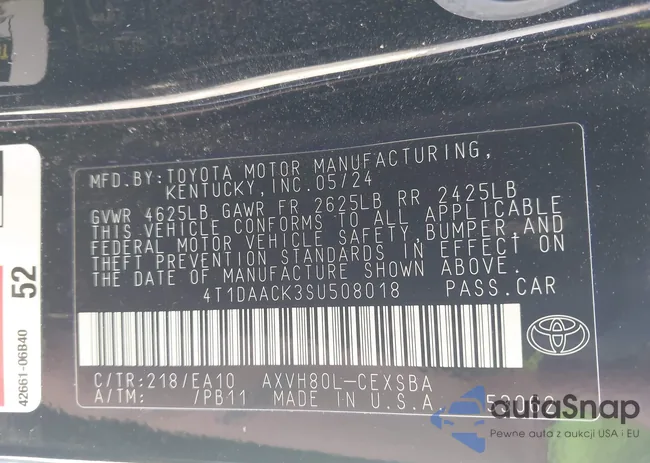 MFD.BY:TOYOTA MOTOR MANUFACTURING,
KENTUCKY,INC.05/24
GVWR 4625LB GAWR FR 2625LB RR 2425LB
THIS VEHICLE CONFORMS TO ALL APPLICABLE
FEDERAL MOTOR VEHICLE SAFETY,BUMPER AND
THEFT PREVENTION STANDARDS IN EFFECT ON
THE DATE OF MANUFACTURE SHOWN ABOVE.
4T1DAACK3SU508018 PASS.CAR
C/TR:218/EA10 AXVH80L-CEXSBA
A/TM: /PB11 MADE IN U.S.A.
52
42661-06B40
autoSnap
Pewne auta z aukcji USA i EU